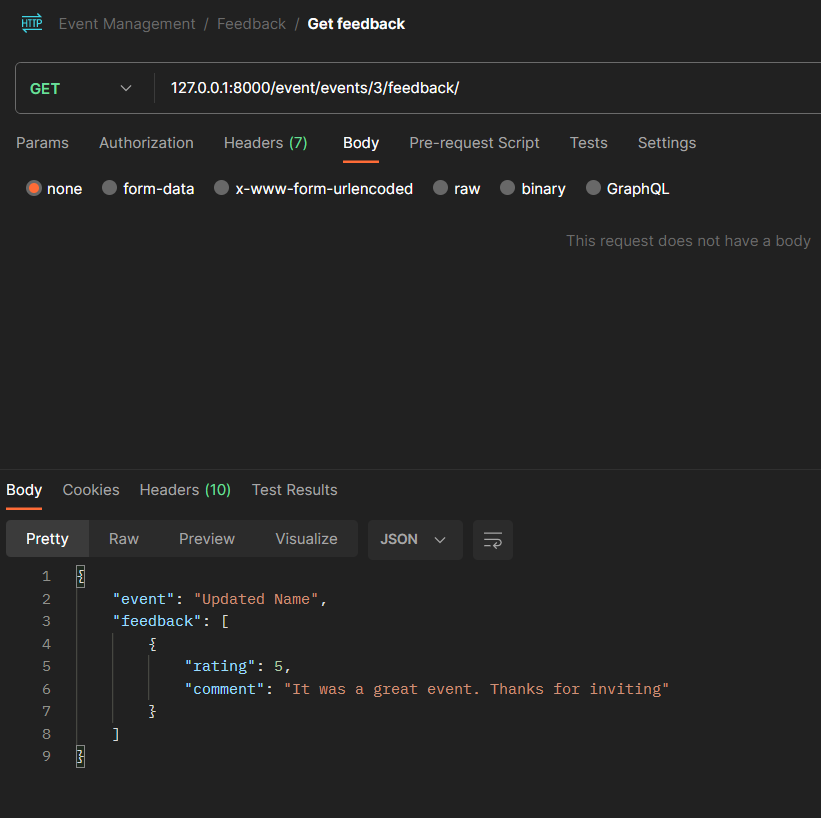 HTTP Event Management / Feedback / Get feedback
GET 127.0.0.1:8000/event/events/3/feedback/
Params Authorization Headers (7) Body Pre-request Script Tests Settings
none form-data x-www-form-urlencoded raw binary GraphQL
This request does not have a body
Body Cookies Headers (10) Test Results
Pretty Raw Preview Visualize JSON
1 {
2 "event": "Updated Name",
3 "feedback": [
4 {
5 "rating": 5,
6 "comment": "It was a great event. Thanks for inviting"
7 }
8 ]
9 }